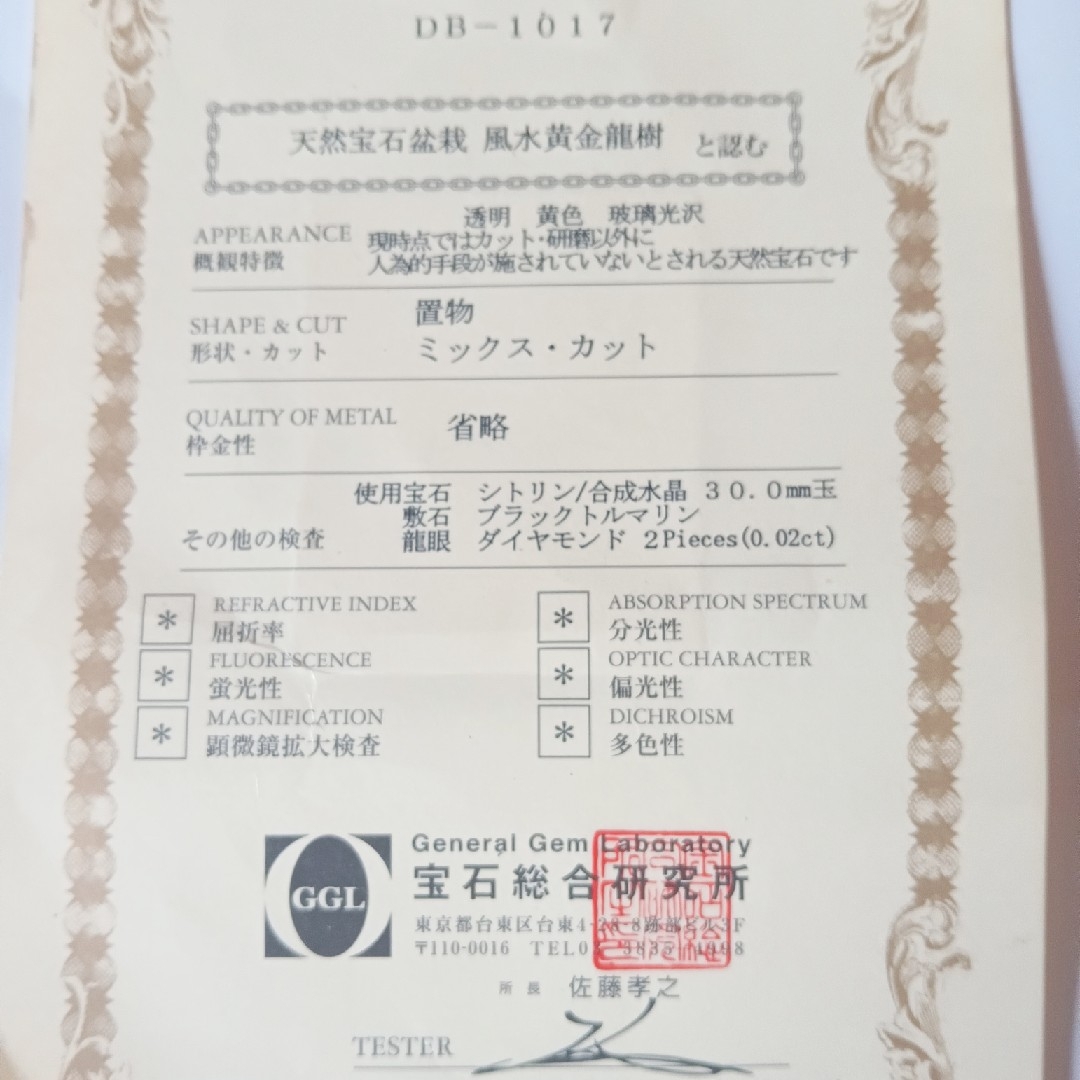 DB－1017
天然宝石盆栽 風水黄金龍樹 と認む
APPEARANCE
概観特徴
透明 黄色 玻璃光沢
現時点ではカット・研磨以外に
人為的手段が施されていないとされる天然宝石です
SHAPE & CUT
形状・カット
置物
ミックス・カット
QUALITY OF METAL
枠金性
省略
その他の検査
使用宝石 シトリン/合成水晶 30.0mm玉
敷石 ブラックトルマリン
龍眼 ダイヤモンド 2Pieces(0.02ct)
* REFRACTIVE INDEX
屈折率
* FLUORESCENCE
蛍光性
* MAGNIFICATION
顕微鏡拡大検査
* ABSORPTION SPECTRUM
分光性
* OPTIC CHARACTER
偏光性
* DICHROISM
多色性
GGL
General Gem Laboratory
宝石総合研究所
東京都台東区台東4-28-8跡部ビル3F
〒110-0016 TEL03
所長 佐藤孝之
TESTER